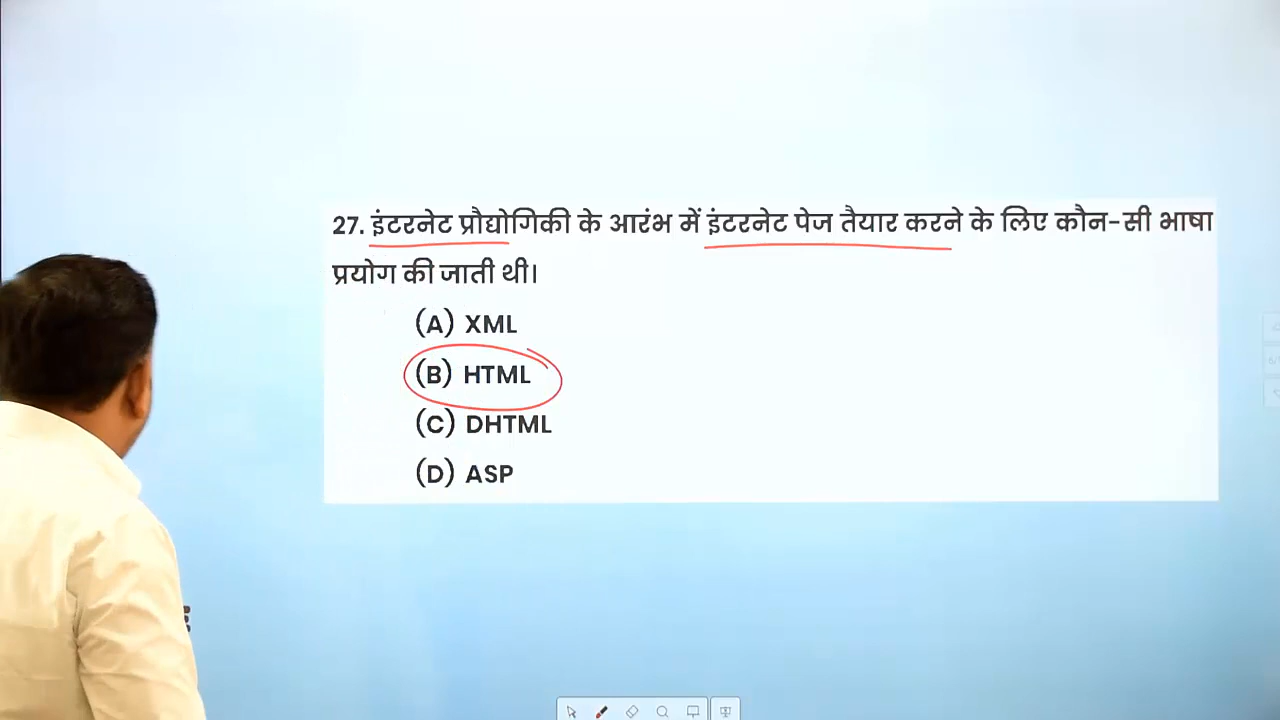 27. इंटरनेट प्रौद्योगिकी के आरंभ में इंटरनेट पेज तैयार करने के लिए कौन-सी भाषा
प्रयोग की जाती थी।
(A) XML
(B) HTML
(C) DHTML
(D) ASP